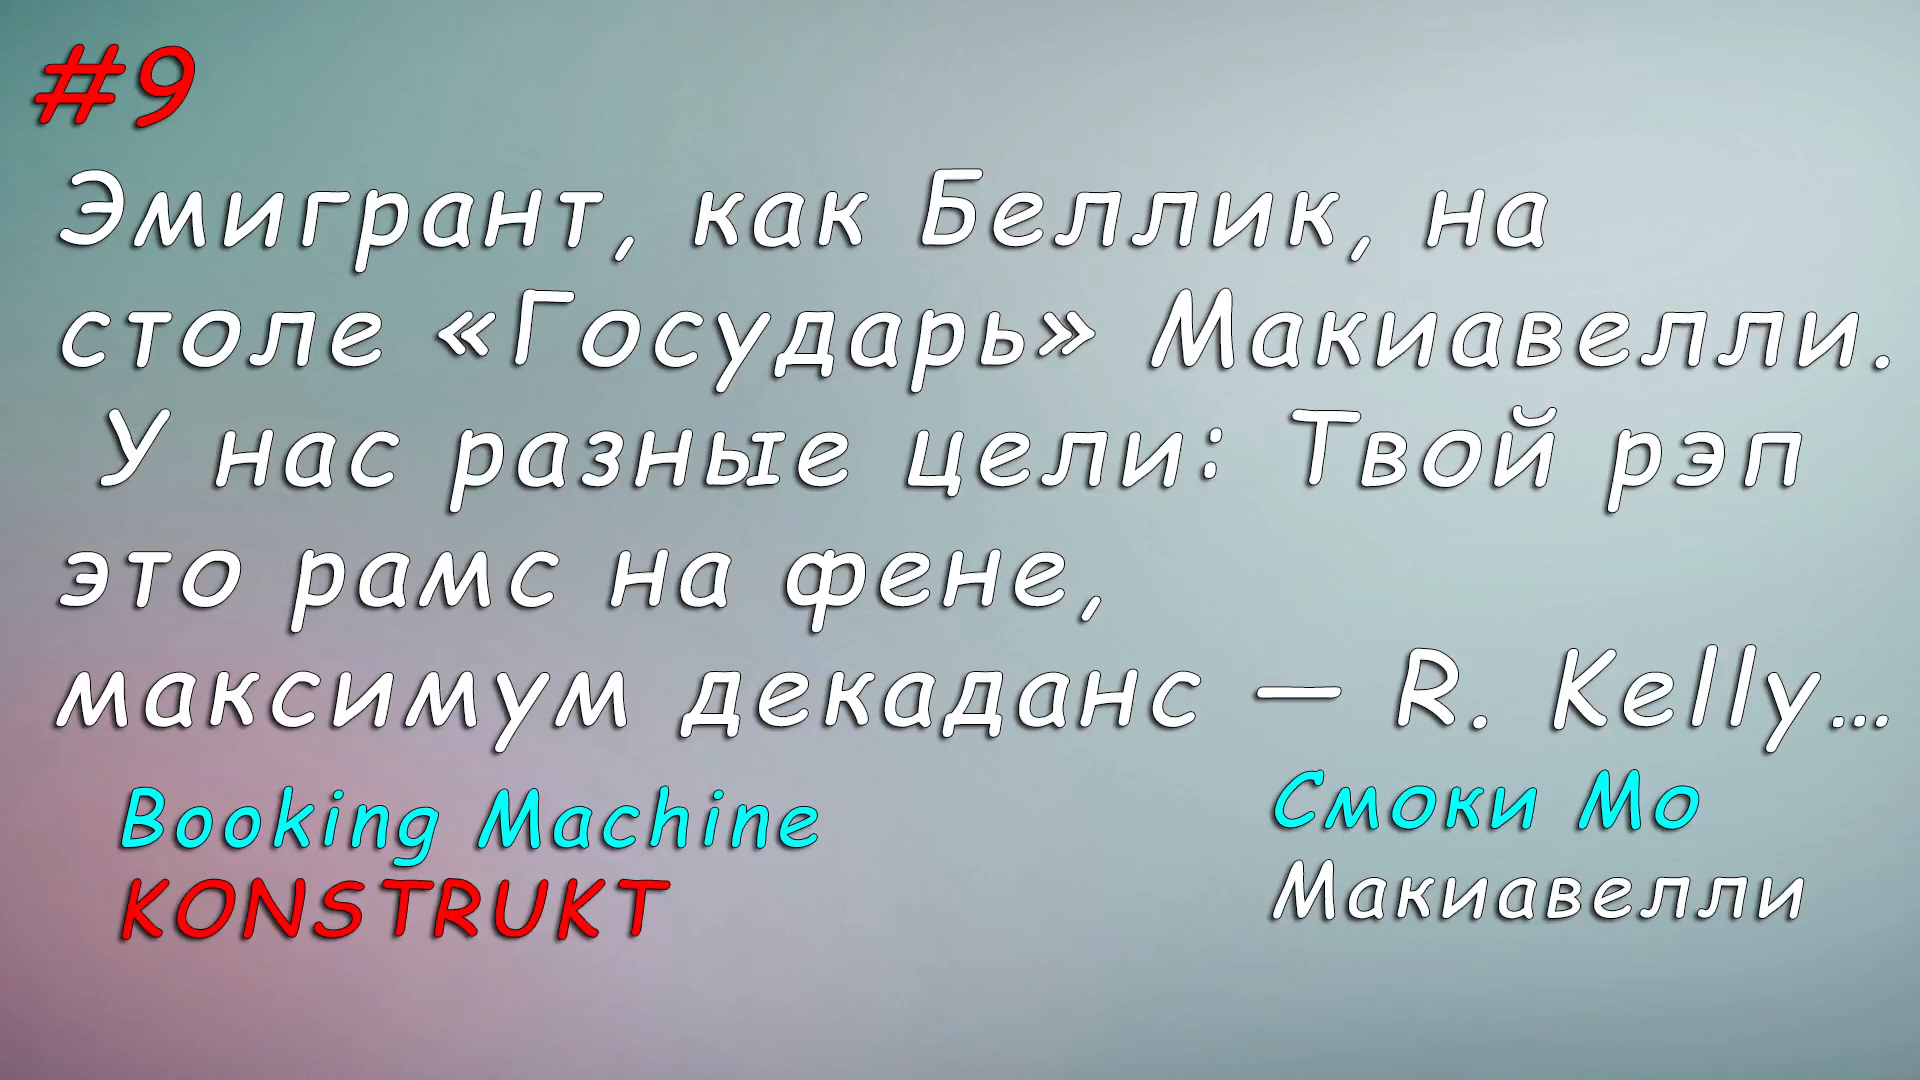 #9
Эмигрант, как Беллик, на
столе «Государь» Макиавелли.
У нас разные цели: Твой рэп
это рамс на фене,
максимум декаданс — R. Kelly...
Booking Machine
KONSTRUKT
Смоки Мо
Макиавелли